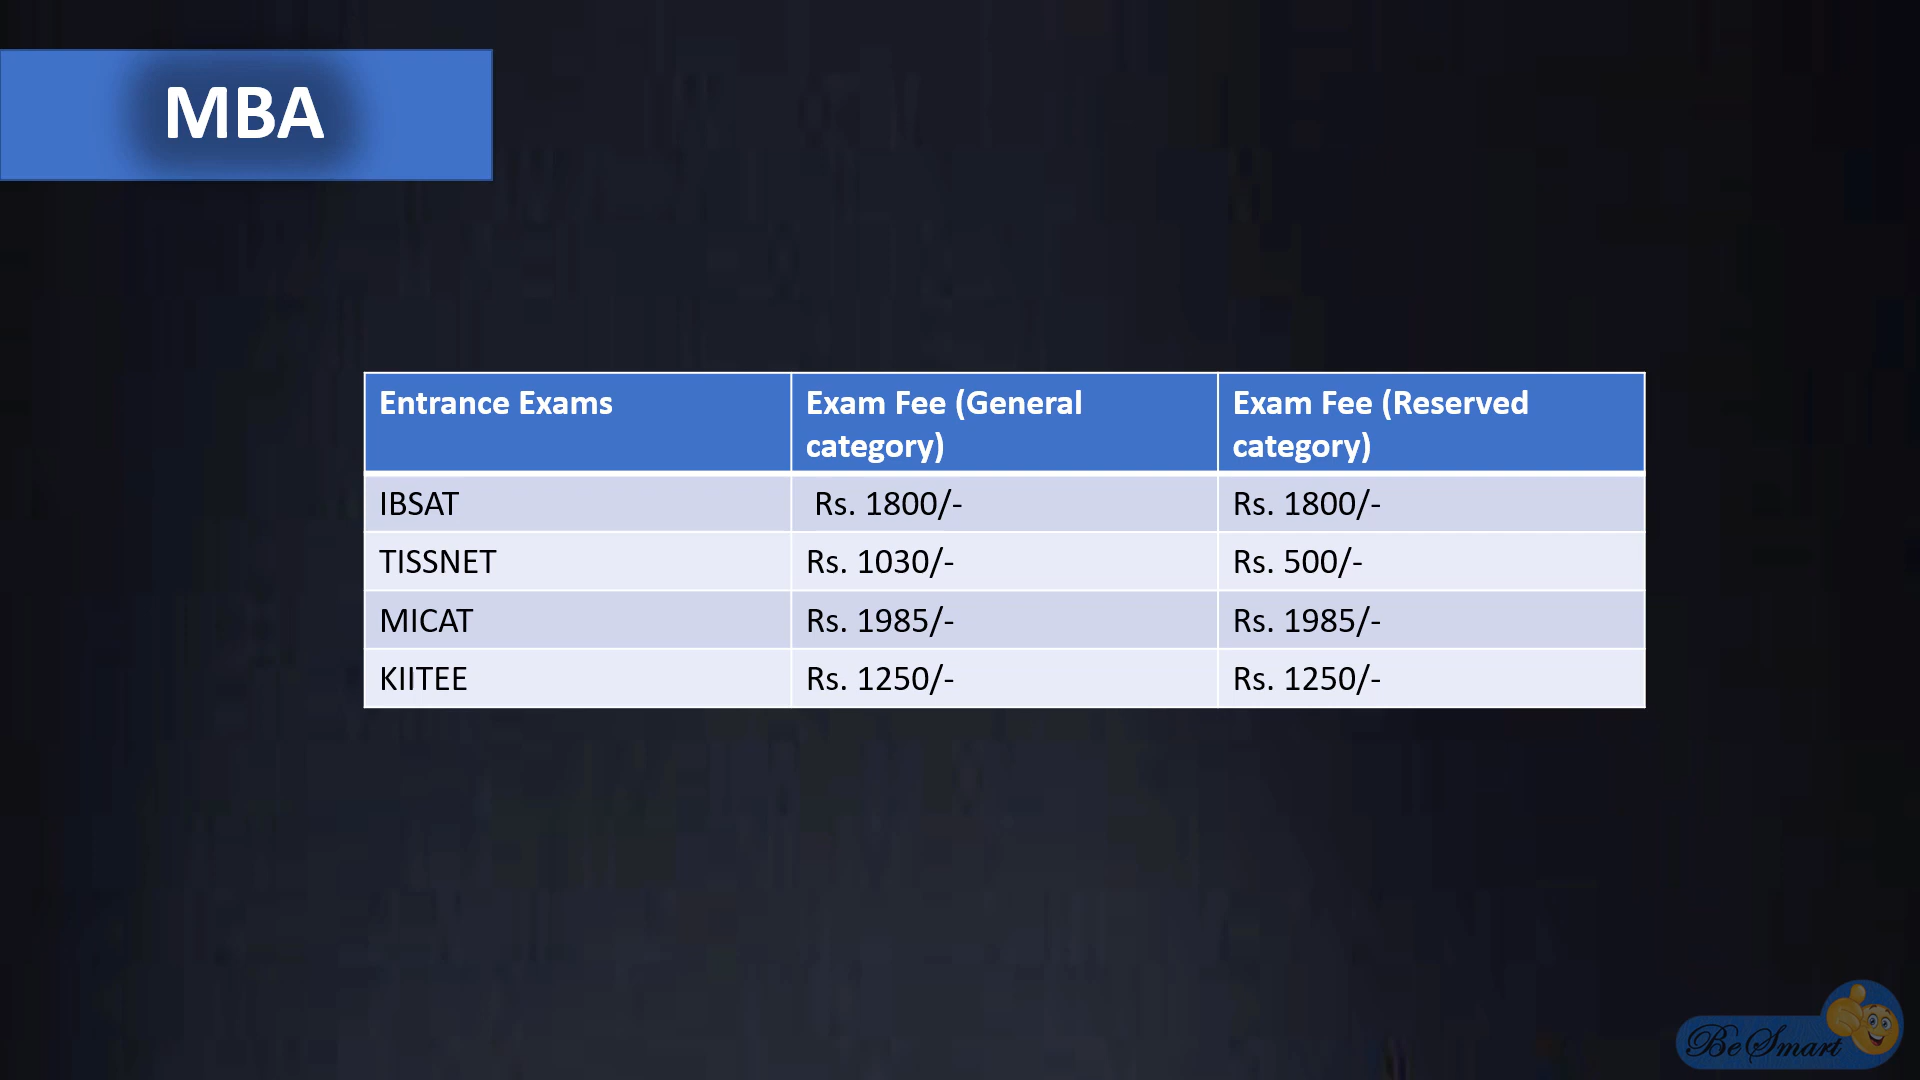 MBA
Entrance Exams
Exam Fee (General
category)
Exam Fee (Reserved
category)
IBSAT
Rs. 1800/-
Rs. 1800/-
TISSNET
Rs. 1030/-
Rs. 500/-
MICAT
Rs. 1985/-
Rs. 1985/-
KIITEE
Rs. 1250/-
Rs. 1250/-
BeSmart